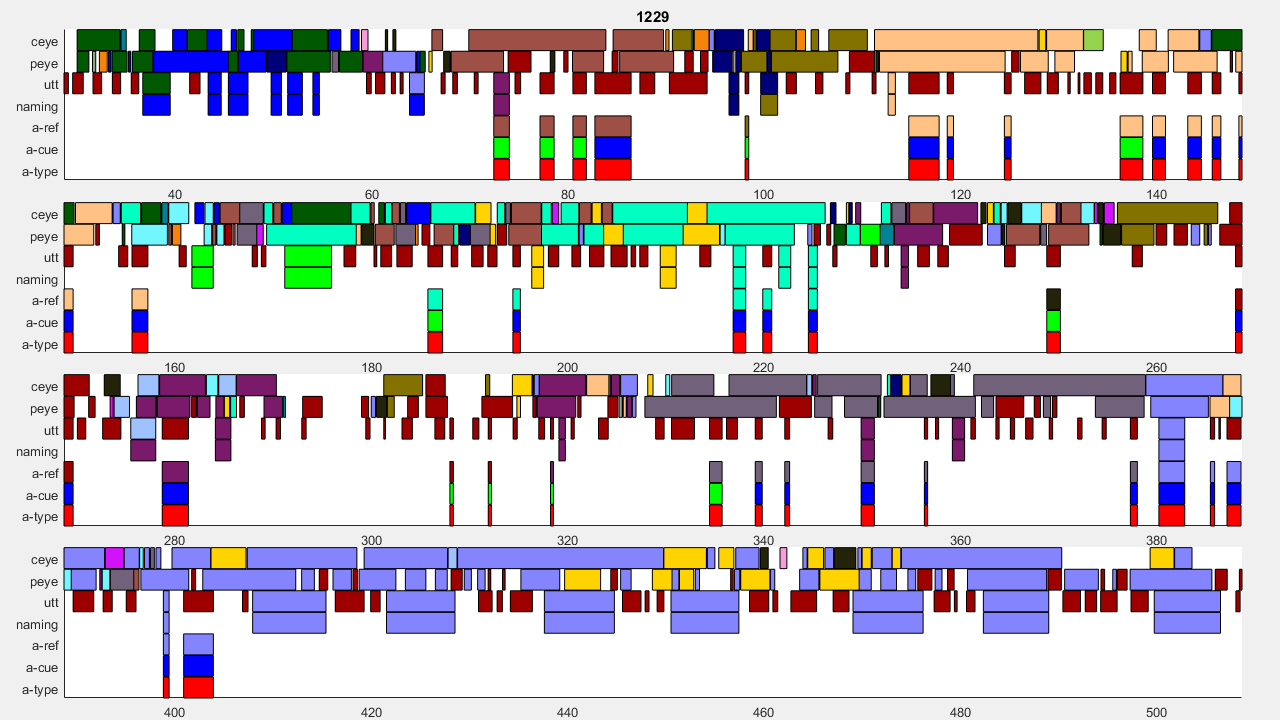 1229
ceye
peye
utt
naming
a-ref
a-cue
a-type
40 60 80 100 120 140
ceye
peye
utt
naming
a-ref
a-cue
a-type
160 180 200 220 240 260
ceye
peye
utt
naming
a-ref
a-cue
a-type
280 300 320 340 360 380
ceye
peye
utt
naming
a-ref
a-cue
a-type
400 420 440 460 480 500